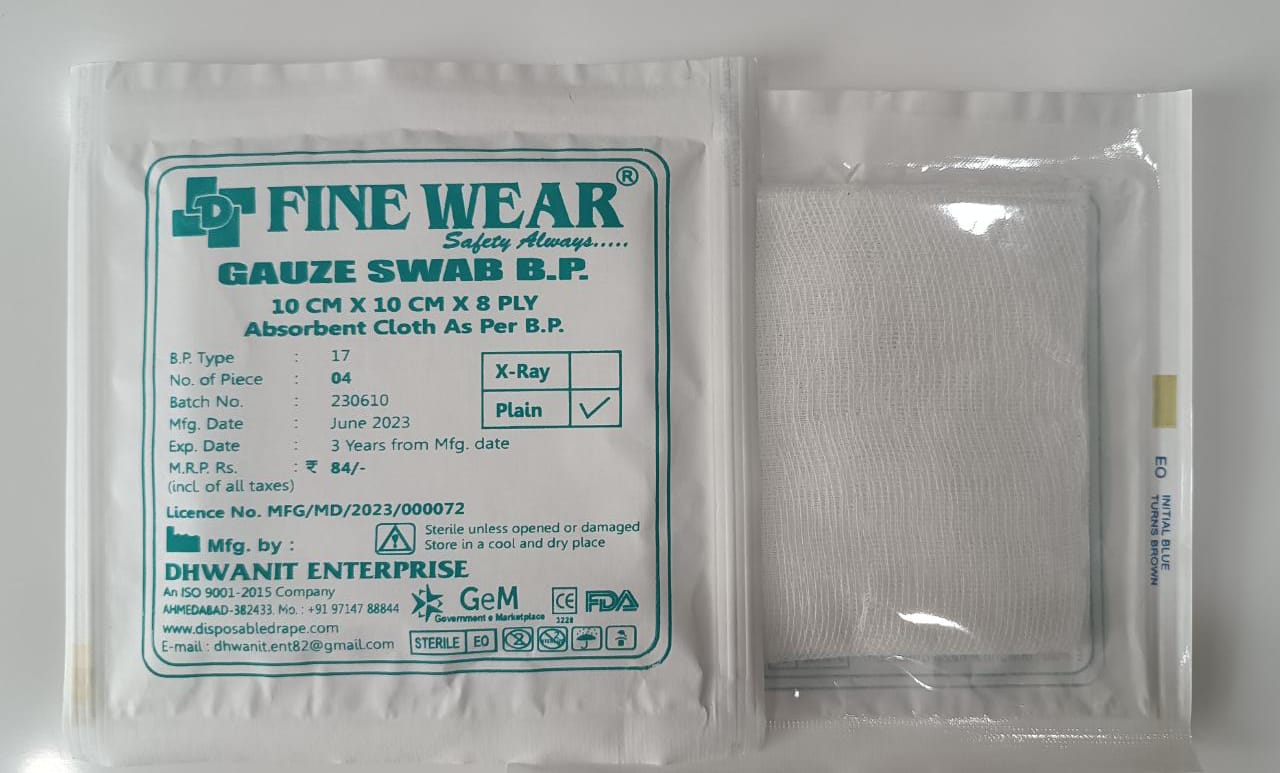 D
FINE WEAR®
Safety Always.....
GAUZE SWAB B.P.
10 CM X 10 CM X 8 PLY
Absorbent Cloth As Per B.P.
B.P. Type : 17
No. of Piece : 04
Batch No. : 230610
Mfg. Date : June 2023
Exp. Date : 3 Years from Mfg. date
M.R.P. Rs. : ₹ 84/-
(incl. of all taxes)
X-Ray
Plain ✓
Licence No. MFG/MD/2023/000072
Mfg. by :
Sterile unless opened or damaged
Store in a cool and dry place
DHWANIT ENTERPRISE
An ISO 9001-2015 Company
AHMEDABAD-382433. Mo. : +91 97147 88844
www.disposabledrape.com
E-mail : dhwanit.ent82@gmail.com
GeM
Government e Marketplace
CE
FDA
STERILE EO
2
EO
INITIAL BLUE
TURNS BROWN